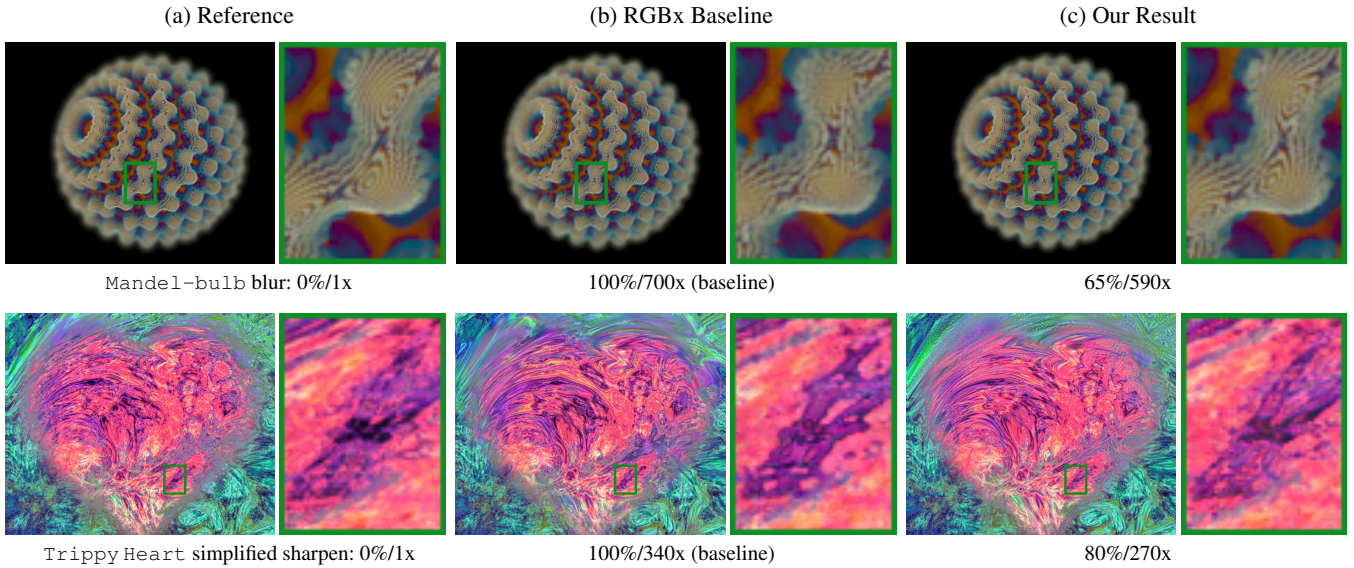 (a) Reference
(b) RGBx Baseline
(c) Our Result
Mandel-bulb blur: 0%/1x
100%/700x (baseline)
65%/590x
Trippy Heart simplified sharpen: 0%/1x
100%/340x (baseline)
80%/270x